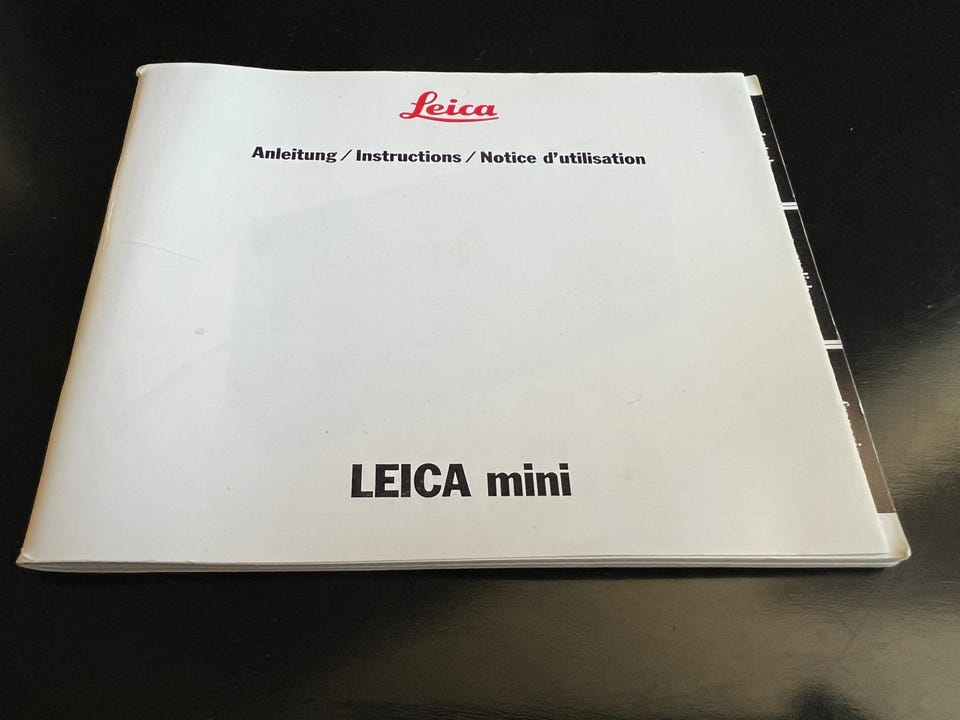 Leica
Anleitung / Instructions / Notice d'utilisation
LEICA mini